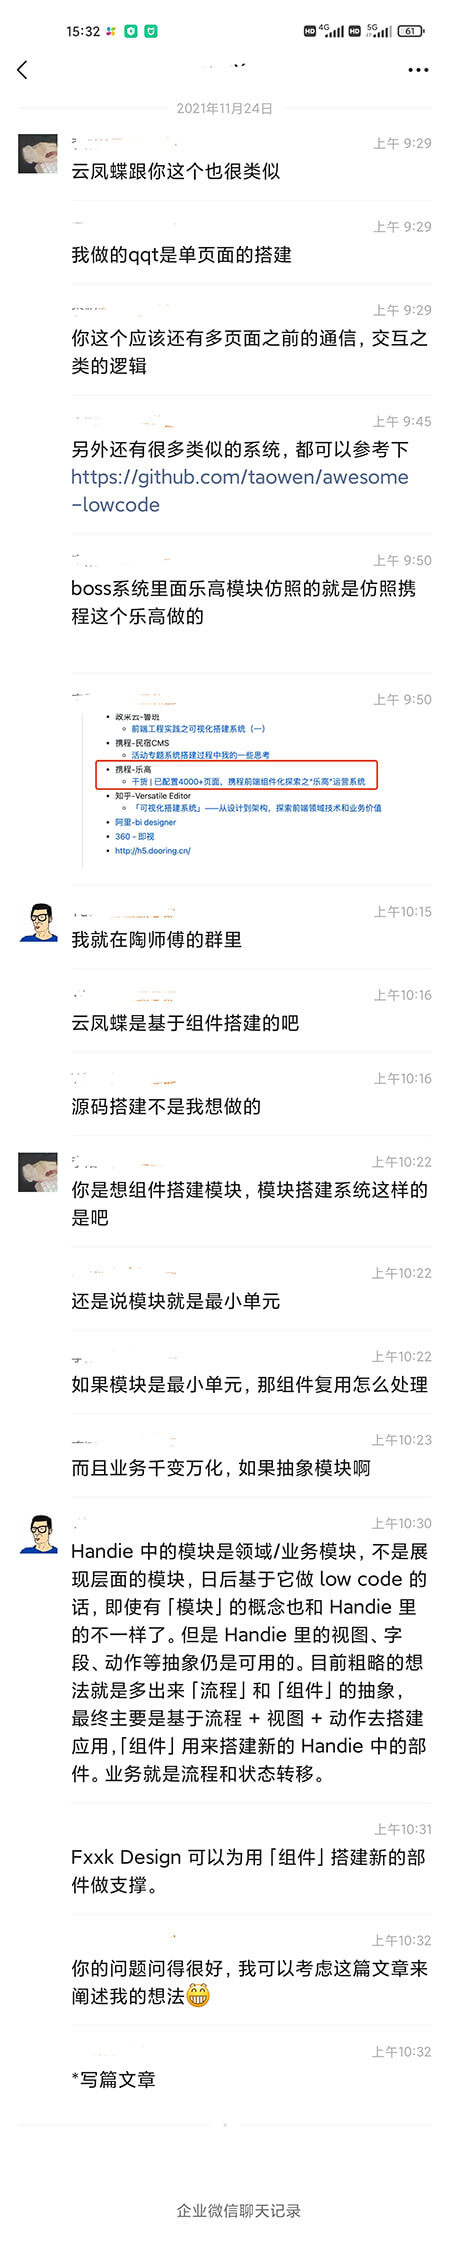 15:32
HD 4G HD 5G 61
2021年11月24日
上午 9:29
云凤蝶跟你这个也很类似
上午 9:29
我做的qqt是单页面的搭建
上午 9:29
你这个应该还有多页面之前的通信，交互之
类的逻辑
上午 9:45
另外还有很多类似的系统，都可以参考下
https://github.com/taowen/awesome
-lowcode
上午 9:50
boss系统里面乐高模块仿照的就是仿照携
程这个乐高做的
上午 9:50
政采云-鲁班
前端工程实践之可视化搭建系统（一）
携程-民宿CMS
活动专题系统搭建过程中我的一些思考
携程-乐高
干货 | 已配置4000+页面，携程前端组件化探索之“乐高”运营系统
知乎-Versatile Editor
「可视化搭建系统」——从设计到架构，探索前端领域技术和业务价值
阿里-bi designer
360 - 即视
http://h5.dooring.cn/
上午10:15
我就在陶师傅的群里
上午10:16
云凤蝶是基于组件搭建的吧
上午10:16
源码搭建不是我想做的
上午10:22
你是想组件搭建模块，模块搭建系统这样的
是吧
上午10:22
还是说模块就是最小单元
上午10:22
如果模块是最小单元，那组件复用怎么处理
上午10:23
而且业务千变万化，如果抽象模块啊
上午10:30
Handie 中的模块是领域/业务模块，不是展
现层面的模块，日后基于它做 low code 的
话，即使有「模块」的概念也和 Handie 里
的不一样了。但是 Handie 里的视图、字
段、动作等抽象仍是可用的。目前粗略的想
法就是多出来「流程」和「组件」的抽象，
最终主要是基于流程 + 视图 + 动作去搭建
应用，「组件」用来搭建新的 Handie 中的部
件。业务就是流程和状态转移。
上午10:31
Fxxk Design 可以为用「组件」搭建新的部
件做支撑。
上午10:32
你的问题问得很好，我可以考虑这篇文章来
阐述我的想法😁
上午10:32
*写篇文章
企业微信聊天记录